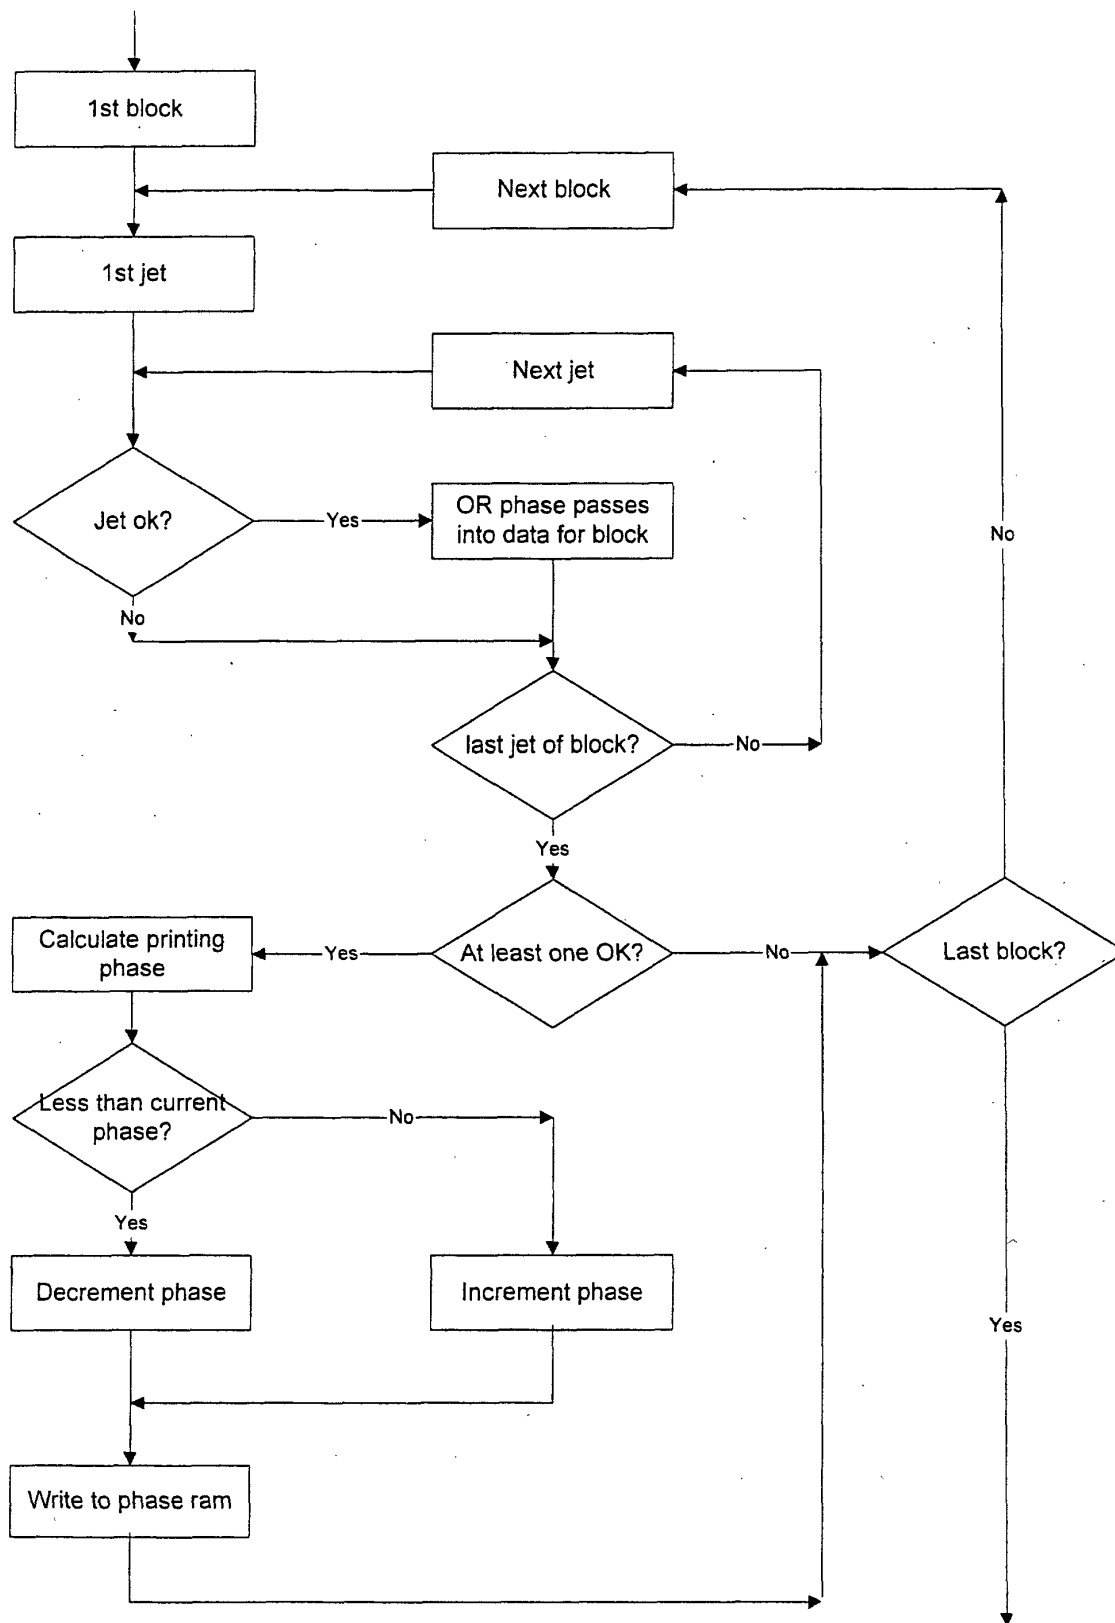 1st block
Next block
1st jet
Next jet
Jet ok?
Yes
OR phase passes
into data for block
No
No
last jet of block?
No
Yes
Calculate printing
phase
Yes
At least one OK?
No
Last block?
Less than current
phase?
No
Yes
Decrement phase
Increment phase
Yes
Write to phase ram